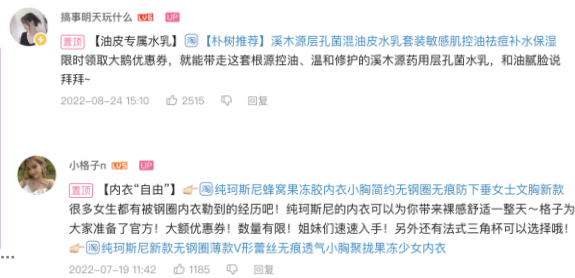 搞事明天玩什么 LV6 UP
置顶 【油皮专属水乳】 淘 【朴树推荐】溪木源层孔菌混油皮水乳套装敏感肌控油祛痘补水保湿
限时领取大鹅优惠券，就能带走这套根源控油、温和修护的溪木源药用层孔菌水乳，和油腻脸说
拜拜~
2022-08-24 15:10 2515 回复
小格子n LV5 UP
置顶 【内衣“自由”】👉🏻 淘 纯珂斯尼蜂窝果冻胶内衣小胸简约无钢圈无痕防下垂女士文胸新款
很多女生都有被钢圈内衣勒到的经历吧！纯珂斯尼的内衣可以为你带来裸感舒适一整天～格子为
大家准备了官方！大额优惠券！数量有限！姐妹们速速入手！另外还有法式三角杯可以选择哦！
👉🏻 淘 纯珂斯尼新款无钢圈薄款V形蕾丝无痕透气小胸聚拢果冻少女内衣
2022-07-19 11:42 1185 回复